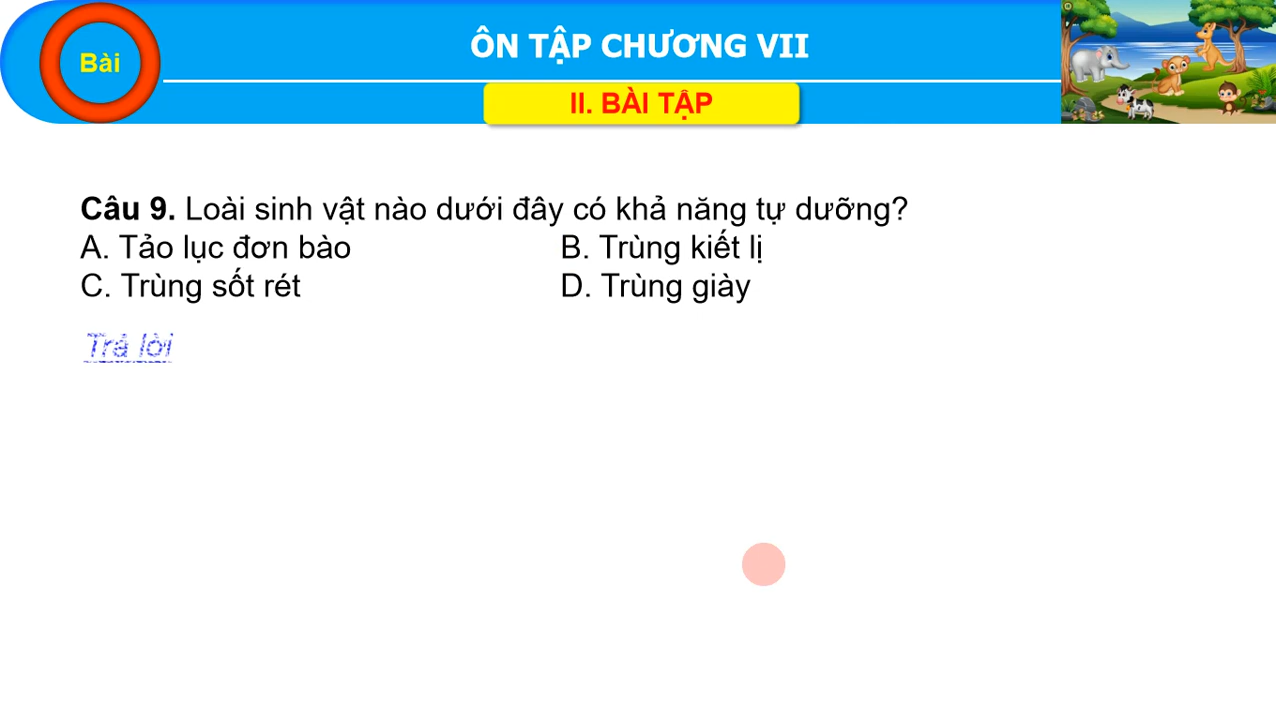 Bài
ÔN TẬP CHƯƠNG VII
II. BÀI TẬP
Câu 9. Loài sinh vật nào dưới đây có khả năng tự dưỡng?
A. Tảo lục đơn bào B. Trùng kiết lị
C. Trùng sốt rét D. Trùng giày
Trả lời